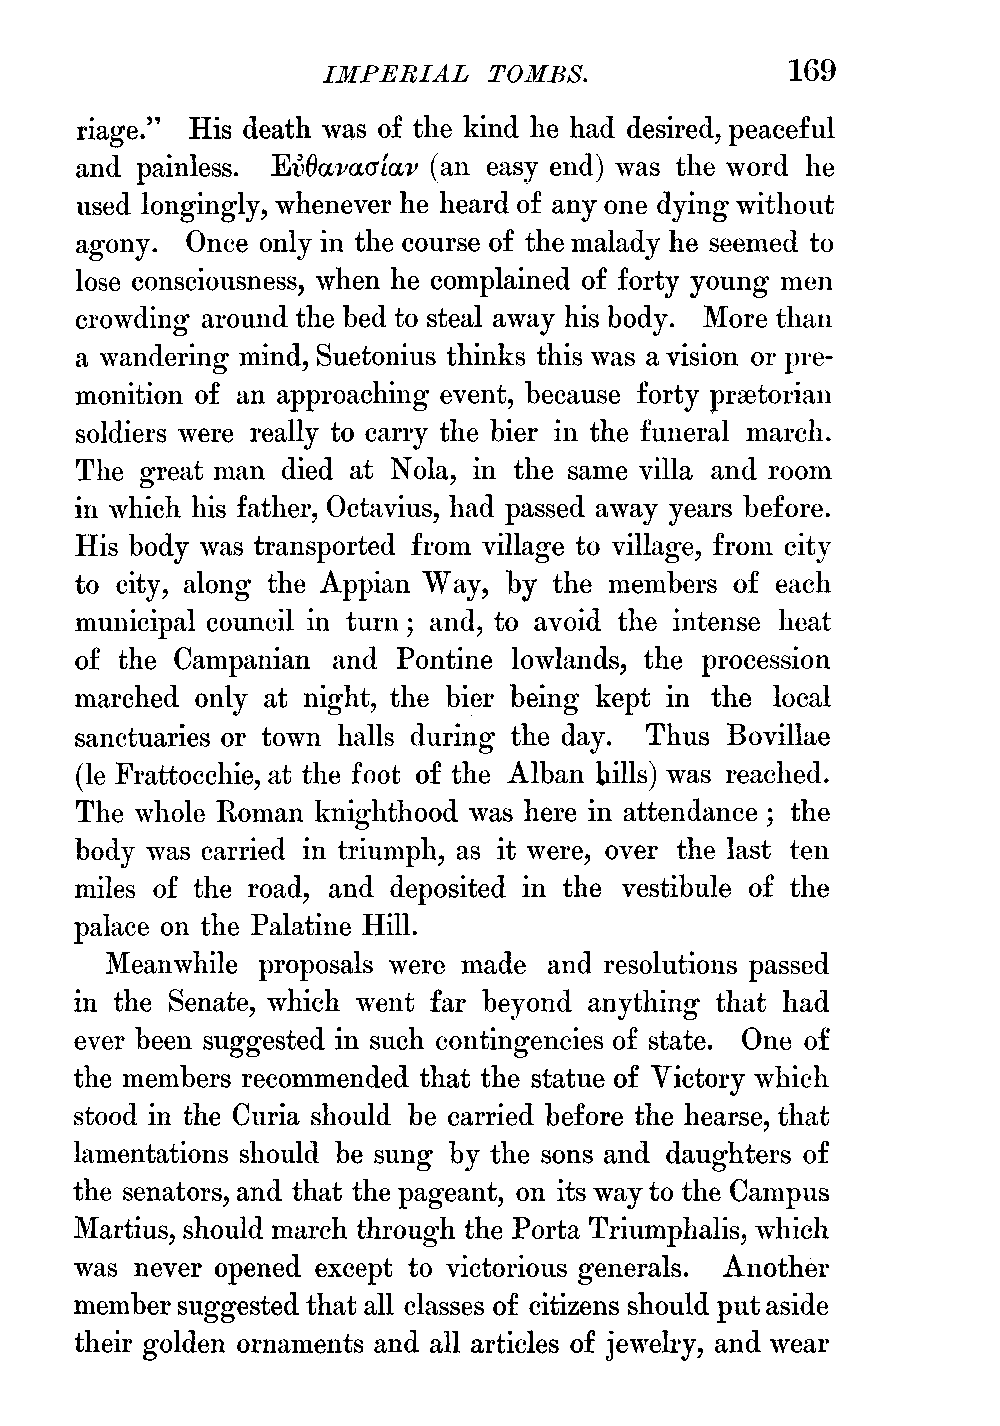 IMPERIAL TOMBS. 169
riage.” His death was of the kind he had desired, peaceful
and painless. Εὐθανασίαν (an easy end) was the word he
used longingly, whenever he heard of any one dying without
agony. Once only in the course of the malady he seemed to
lose consciousness, when he complained of forty young men
crowding around the bed to steal away his body. More than
a wandering mind, Suetonius thinks this was a vision or pre-
monition of an approaching event, because forty prætorian
soldiers were really to carry the bier in the funeral march.
The great man died at Nola, in the same villa and room
in which his father, Octavius, had passed away years before.
His body was transported from village to village, from city
to city, along the Appian Way, by the members of each
municipal council in turn; and, to avoid the intense heat
of the Campanian and Pontine lowlands, the procession
marched only at night, the bier being kept in the local
sanctuaries or town halls during the day. Thus Bovillae
(le Frattocchie, at the foot of the Alban hills) was reached.
The whole Roman knighthood was here in attendance; the
body was carried in triumph, as it were, over the last ten
miles of the road, and deposited in the vestibule of the
palace on the Palatine Hill.
Meanwhile proposals were made and resolutions passed
in the Senate, which went far beyond anything that had
ever been suggested in such contingencies of state. One of
the members recommended that the statue of Victory which
stood in the Curia should be carried before the hearse, that
lamentations should be sung by the sons and daughters of
the senators, and that the pageant, on its way to the Campus
Martius, should march through the Porta Triumphalis, which
was never opened except to victorious generals. Another
member suggested that all classes of citizens should put aside
their golden ornaments and all articles of jewelry, and wear